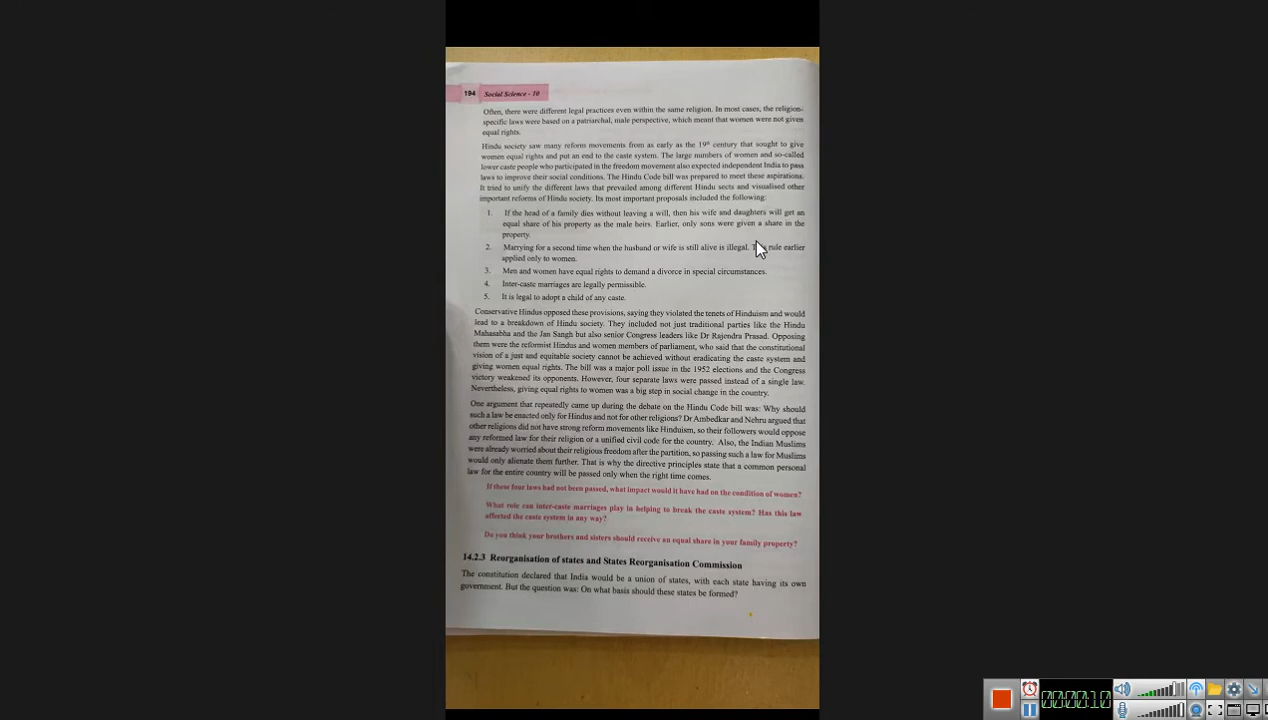 194 Social Science - 10
Often, there were different legal practices even within the same religion. In most cases, the religion-
specific laws were based on a patriarchal, male perspective, which meant that women were not given
equal rights.
Hindu society saw many reform movements from as early as the 19th century that sought to give
women equal rights and put an end to the caste system. The large numbers of women and so-called
lower caste people who participated in the freedom movement also expected independent India to pass
laws to improve their social conditions. The Hindu Code bill was prepared to meet these aspirations.
It tried to unify the different laws that prevailed among different Hindu sects and visualised other
important reforms of Hindu society. Its most important proposals included the following:
1. If the head of a family dies without leaving a will, then his wife and daughters will get an
equal share of his property as the male heirs. Earlier, only sons were given a share in the
property.
2. Marrying for a second time when the husband or wife is still alive is illegal. rule earlier
applied only to women.
3. Men and women have equal rights to demand a divorce in special circumstances.
4. Inter-caste marriages are legally permissible.
5. It is legal to adopt a child of any caste.
Conservative Hindus opposed these provisions, saying they violated the tenets of Hinduism and would
lead to a breakdown of Hindu society. They included not just traditional parties like the Hindu
Mahasabha and the Jan Sangh but also senior Congress leaders like Dr Rajendra Prasad. Opposing
them were the reformist Hindus and women members of parliament, who said that the constitutional
vision of a just and equitable society cannot be achieved without eradicating the caste system and
giving women equal rights. The bill was a major poll issue in the 1952 elections and the Congress
victory weakened its opponents. However, four separate laws were passed instead of a single law.
Nevertheless, giving equal rights to women was a big step in social change in the country.
One argument that repeatedly came up during the debate on the Hindu Code bill was: Why should
such a law be enacted only for Hindus and not for other religions? Dr Ambedkar and Nehru argued that
other religions did not have strong reform movements like Hinduism, so their followers would oppose
any reformed law for their religion or a unified civil code for the country. Also, the Indian Muslims
were already worried about their religious freedom after the partition, so passing such a law for Muslims
would only alienate them further. That is why the directive principles state that a common personal
law for the entire country will be passed only when the right time comes.
If these four laws had not been passed, what impact would it have had on the condition of women?
What role can inter-caste marriages play in helping to break the caste system? Has this law
affected the caste system in any way?
Do you think your brothers and sisters should receive an equal share in your family property?
14.2.3 Reorganisation of states and States Reorganisation Commission
The constitution declared that India would be a union of states, with each state having its own
government. But the question was: On what basis should these states be formed?
00:00:10